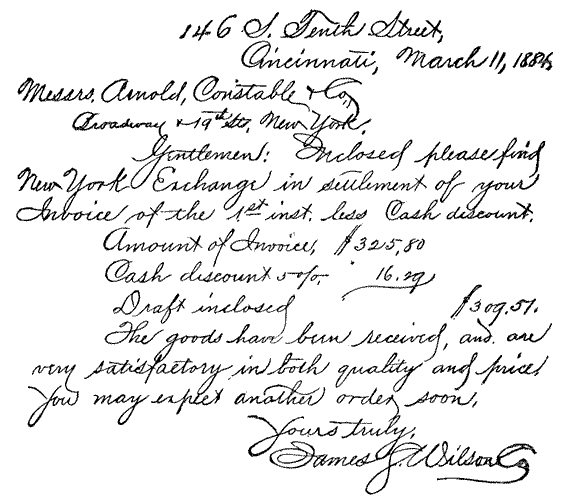 146 S. Tenth Street,
Cincinnati, March 11, 1884,
Messrs. Arnold, Constable & Co.,
Broadway & 19th St., New York.
Gentlemen: Inclosed please find
New York Exchange in settlement of your
Invoice of the 1st inst. less Cash discount.
Amount of Invoice, $325,80
Cash discount 5 o/o, 16.29
Draft inclosed $309.51.
The goods have been received, and are
very satisfactory in both quality and price.
You may expect another order soon.
Yours truly,
James J. Wilson